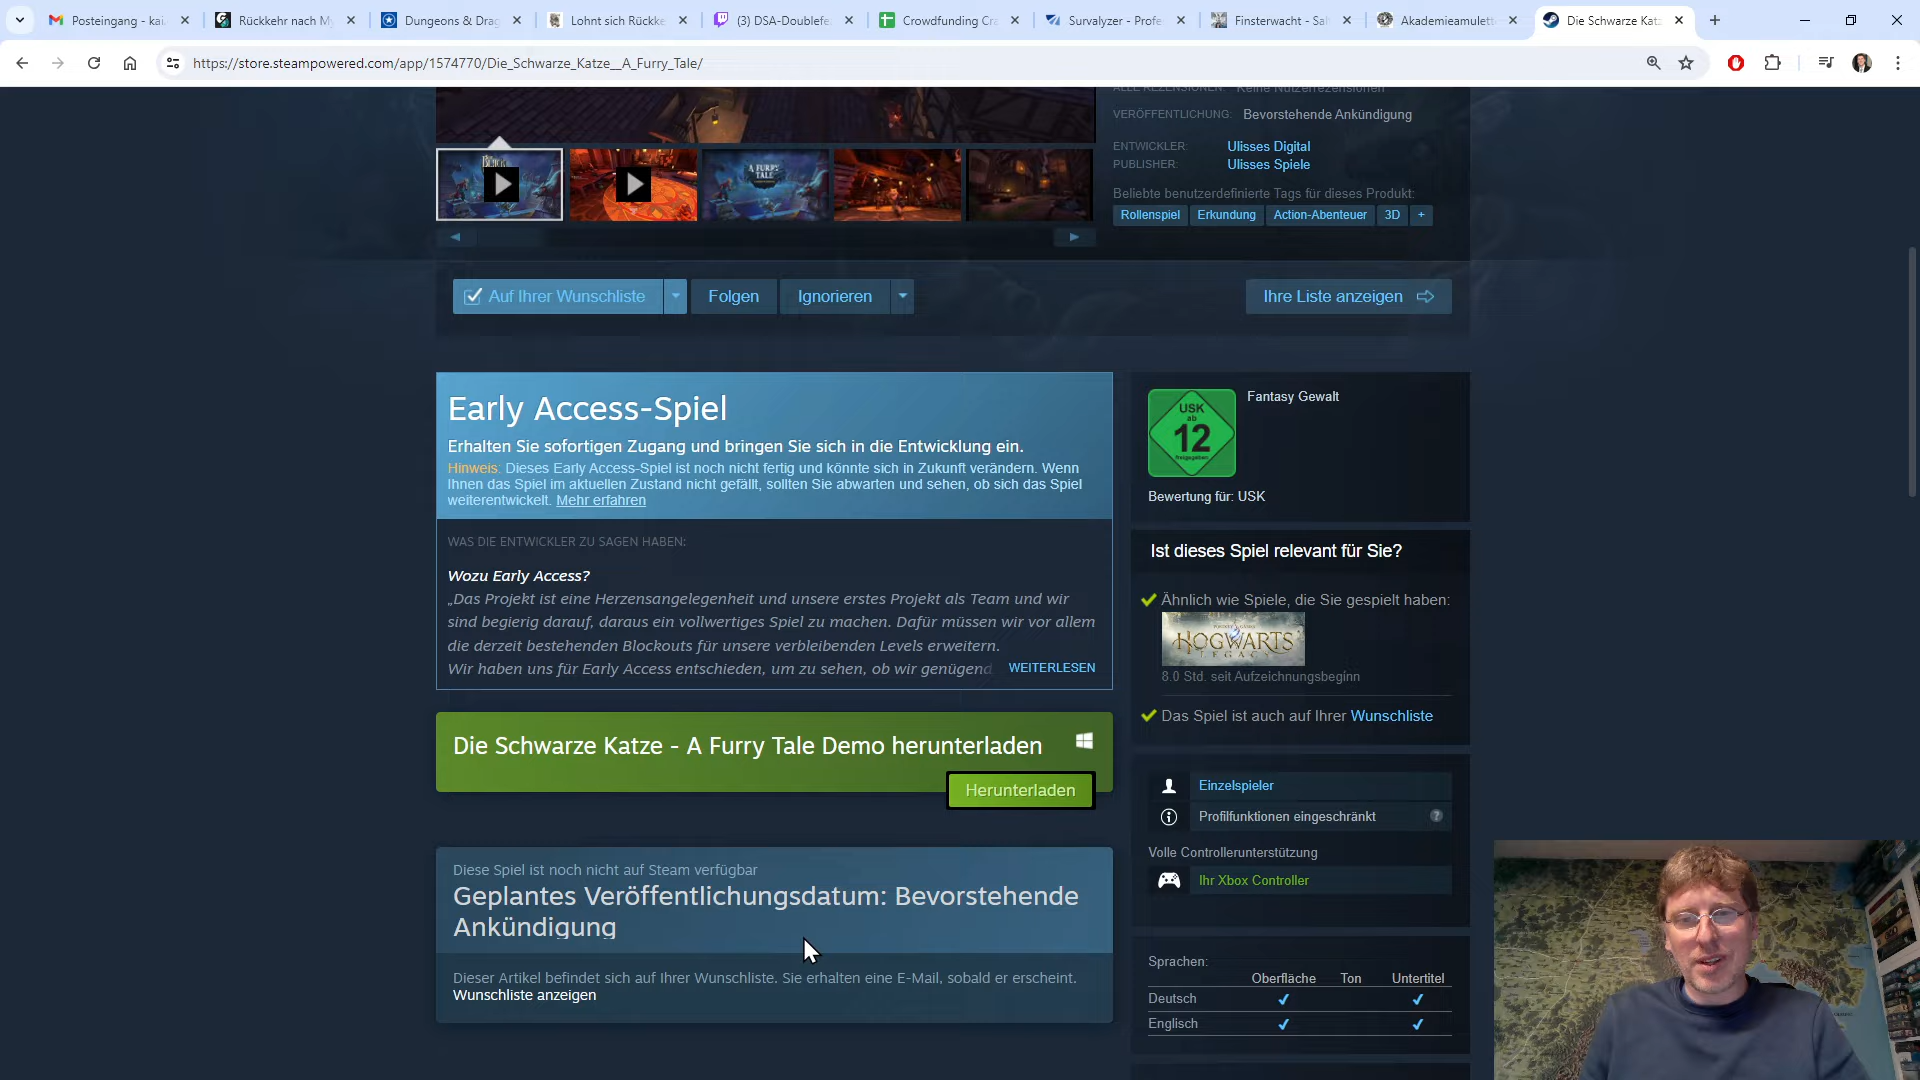 Posteingang - kai.
Rückkehr nach My
Dungeons & Drag
Lohnt sich Rückke
(3) DSA-Doublefe
Crowdfunding Cra
Survalyzer - Profe
Finsterwacht - Sal
Akademieamulett
Die Schwarze Katz
https://store.steampowered.com/app/1574770/Die_Schwarze_Katze__A_Furry_Tale/
ALLE REZENSIONEN: Keine Nutzerrezensionen
VERÖFFENTLICHUNG: Bevorstehende Ankündigung
ENTWICKLER: Ulisses Digital
PUBLISHER: Ulisses Spiele
Beliebte benutzerdefinierte Tags für dieses Produkt:
Rollenspiel Erkundung Action-Abenteuer 3D +
A FURRY
TALE
Auf Ihrer Wunschliste
Folgen
Ignorieren
Ihre Liste anzeigen
Early Access-Spiel
Erhalten Sie sofortigen Zugang und bringen Sie sich in die Entwicklung ein.
Hinweis: Dieses Early Access-Spiel ist noch nicht fertig und könnte sich in Zukunft verändern. Wenn
Ihnen das Spiel im aktuellen Zustand nicht gefällt, sollten Sie abwarten und sehen, ob sich das Spiel
weiterentwickelt. Mehr erfahren
WAS DIE ENTWICKLER ZU SAGEN HABEN:
Wozu Early Access?
„Das Projekt ist eine Herzensangelegenheit und unsere erstes Projekt als Team und wir
sind begierig darauf, daraus ein vollwertiges Spiel zu machen. Dafür müssen wir vor allem
die derzeit bestehenden Blockouts für unsere verbleibenden Levels erweitern.
Wir haben uns für Early Access entschieden, um zu sehen, ob wir genügend WEITERLESEN
Die Schwarze Katze - A Furry Tale Demo herunterladen
Herunterladen
Diese Spiel ist noch nicht auf Steam verfügbar
Geplantes Veröffentlichungsdatum: Bevorstehende
Ankündigung
Dieser Artikel befindet sich auf Ihrer Wunschliste. Sie erhalten eine E-Mail, sobald er erscheint.
Wunschliste anzeigen
USK
ab
12
freigegeben
Fantasy Gewalt
Bewertung für: USK
Ist dieses Spiel relevant für Sie?
Ähnlich wie Spiele, die Sie gespielt haben:
HOGWARTS
LEGACY
8.0 Std. seit Aufzeichnungsbeginn
Das Spiel ist auch auf Ihrer Wunschliste
Einzelspieler
Profilfunktionen eingeschränkt ?
Volle Controllerunterstützung
Ihr Xbox Controller
Sprachen:
Oberfläche Ton Untertitel
Deutsch
Englisch